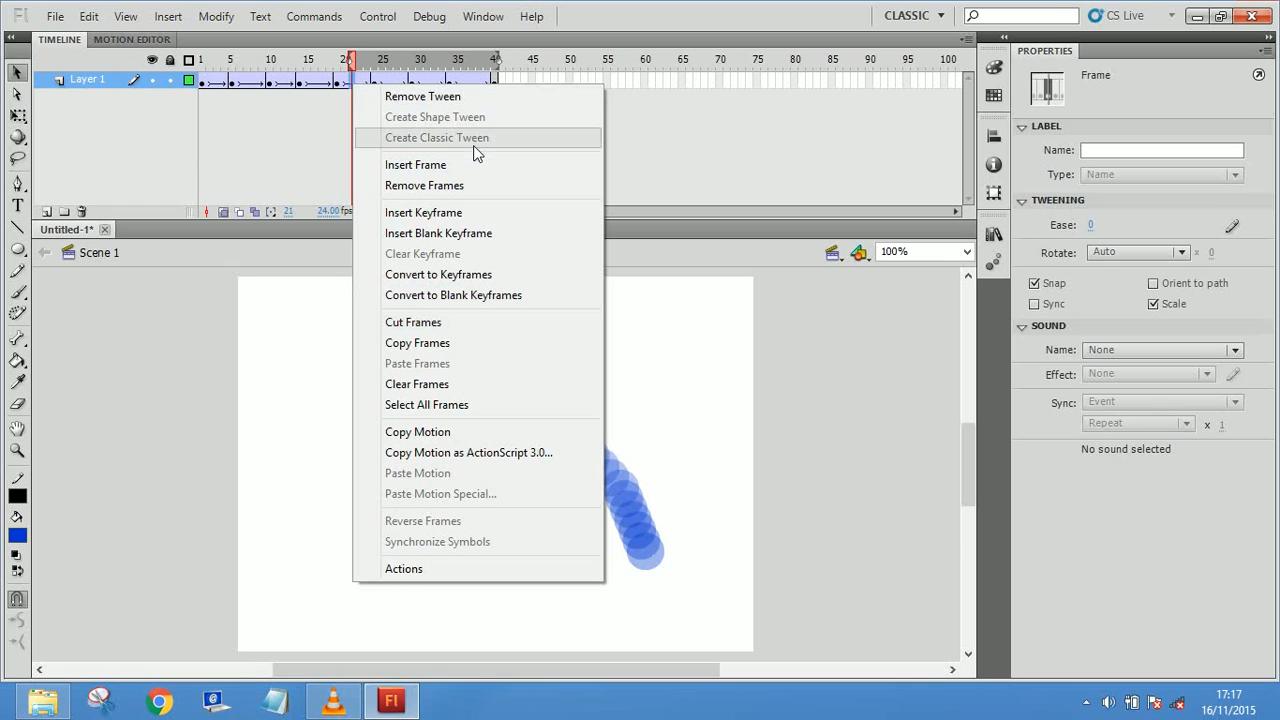 Fl File Edit View Insert Modify Text Commands Control Debug Window Help CLASSIC CS Live
TIMELINE MOTION EDITOR
1 5 10 15 20 25 30 35 40 45 50 55 60 65 70 75 80 85 90 95 100
Layer 1
21 24.00 fps
Untitled-1*
Scene 1
100%
Remove Tween
Create Shape Tween
Create Classic Tween
Insert Frame
Remove Frames
Insert Keyframe
Insert Blank Keyframe
Clear Keyframe
Convert to Keyframes
Convert to Blank Keyframes
Cut Frames
Copy Frames
Paste Frames
Clear Frames
Select All Frames
Copy Motion
Copy Motion as ActionScript 3.0...
Paste Motion
Paste Motion Special...
Reverse Frames
Synchronize Symbols
Actions
PROPERTIES
Frame
LABEL
Name:
Type: Name
TWEENING
Ease: 0
Rotate: Auto x 0
Snap Orient to path
Sync Scale
SOUND
Name: None
Effect: None
Sync: Event
Repeat x 1
No sound selected
Fl
17:17
16/11/2015